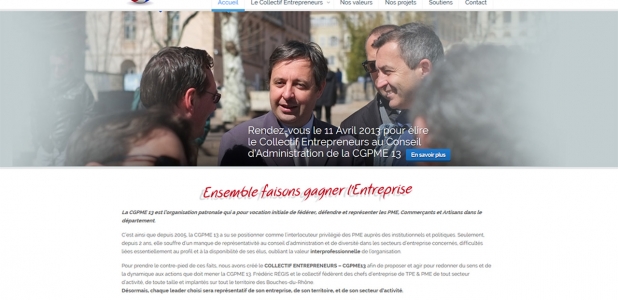 Accueil Le Collectif Entrepreneurs Nos valeurs Nos projets Soutiens Contact
Rendez-vous le 11 Avril 2013 pour élire
le Collectif Entrepreneurs au Conseil
d'Administration de la CGPME 13 En savoir plus
Ensemble faisons gagner l'Entreprise
La CGPME 13 est l'organisation patronale qui a pour vocation initiale de fédérer, défendre et représenter les PME, Commerçants et Artisans dans le
département.
C'est ainsi que depuis 2005, la CGPME 13 a su se positionner comme l'interlocuteur privilégié des PME auprès des institutionnels et politiques. Seulement,
depuis 2 ans, elle souffre d'un manque de représentativité au conseil d'administration et de diversité dans les secteurs d'entreprise concernés, difficultés
liées essentiellement au profil et à la disponibilité de ses élus, oubliant la valeur interprofessionnelle de l'organisation.
Pour prendre le contre-pied de ces faits, nous avons créé le COLLECTIF ENTREPRENEURS – CGPME13 afin de proposer et agir pour redonner du sens et de
la dynamique aux actions que doit mener la CGPME 13. Frédéric RÉGIS et le collectif fédèrent des chefs d'entreprise de TPE & PME de tout secteur
d'activité, de toute taille et implantés sur tout le territoire des Bouches-du-Rhône
Désormais, chaque leader choisi sera représentatif de son entreprise, de son territoire, et de son secteur d'activité.